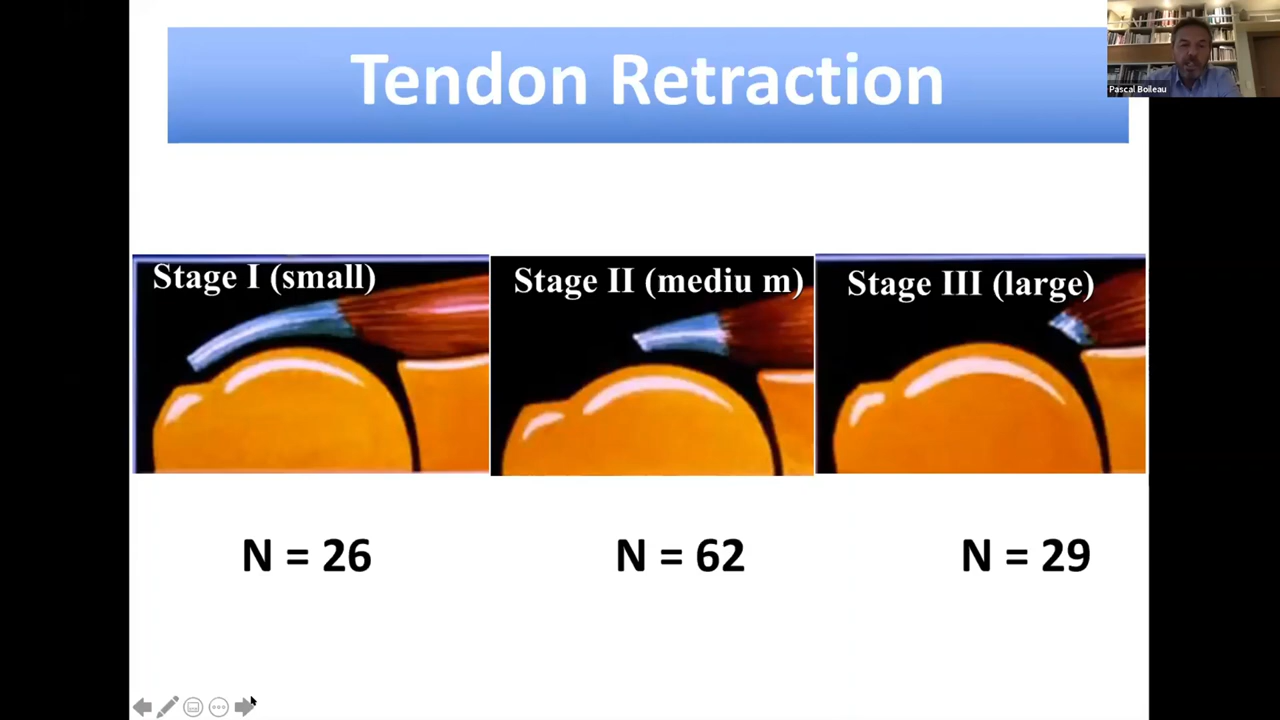 Tendon Retraction
Pascal Boileau
Stage I (small)
Stage II (mediu m)
Stage III (large)
N = 26
N = 62
N = 29